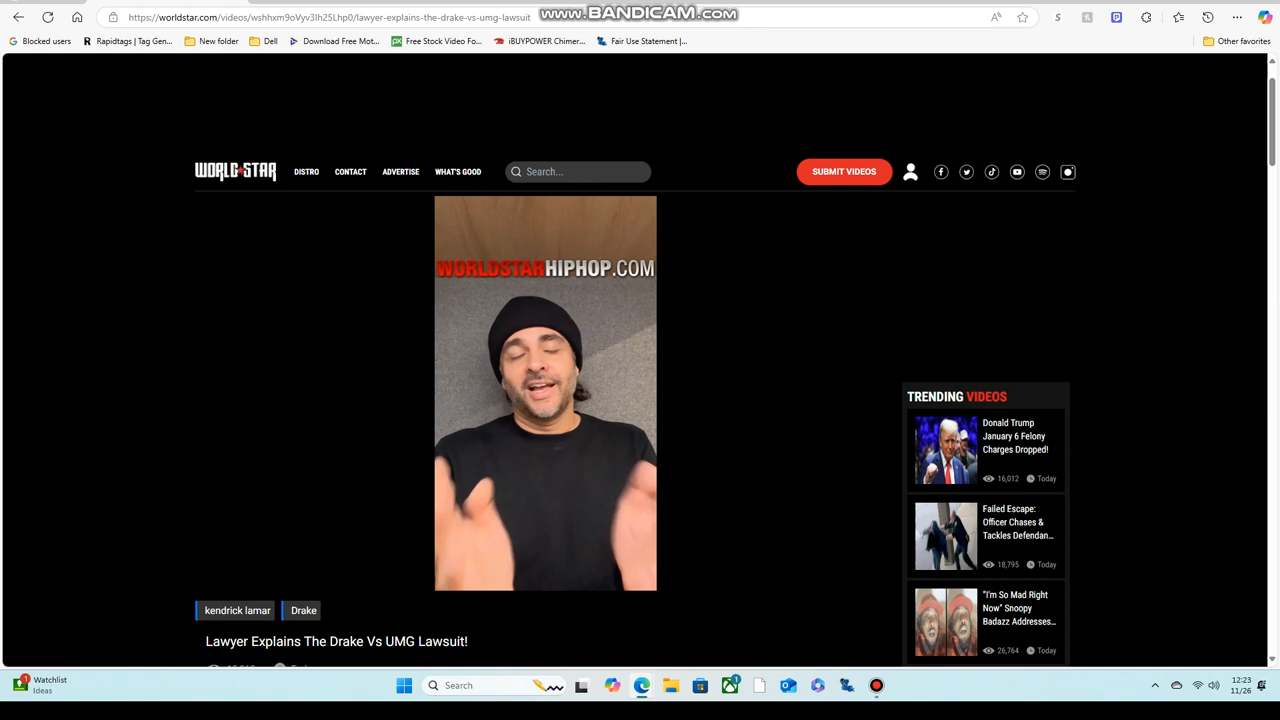 https://worldstar.com/videos/wshhxm9oVyv3Ih25Lhp0/lawyer-explains-the-drake-vs-umg-lawsuit
www.BANDICAM.com
Blocked users
Rapidtags | Tag Gen...
New folder
Dell
Download Free Mot...
Free Stock Video Fo...
iBUYPOWER Chimer...
Fair Use Statement |...
Other favorites
WORLD STAR
DISTRO
CONTACT
ADVERTISE
WHAT'S GOOD
Search...
SUBMIT VIDEOS
WORLDSTARHIPHOP.COM
TRENDING VIDEOS
Donald Trump
January 6 Felony
Charges Dropped!
16,012 Today
Failed Escape:
Officer Chases &
Tackles Defendan...
18,795 Today
"I'm So Mad Right
Now" Snoopy
Badazz Addresses...
26,764 Today
kendrick lamar
Drake
Lawyer Explains The Drake Vs UMG Lawsuit!
1
Watchlist
Ideas
Search
1
12:23
11/26